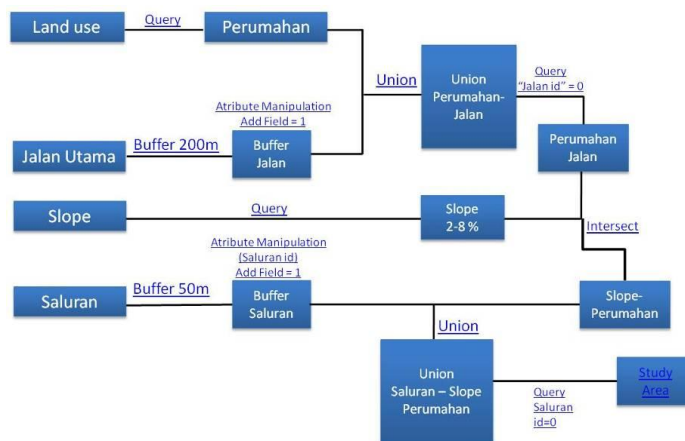 Land use
Query
Perumahan
Union
Union
Perumahan-
Jalan
Query
“Jalan id” = 0
Atribute Manipulation
Add Field = 1
Jalan Utama
Buffer 200m
Buffer
Jalan
Perumahan
Jalan
Slope
Query
Slope
2-8 %
Intersect
Atribute Manipulation
(Saluran id)
Add Field = 1
Saluran
Buffer 50m
Buffer
Saluran
Slope-
Perumahan
Union
Union
Saluran – Slope
Perumahan
Query
Saluran
id=0
Study
Area